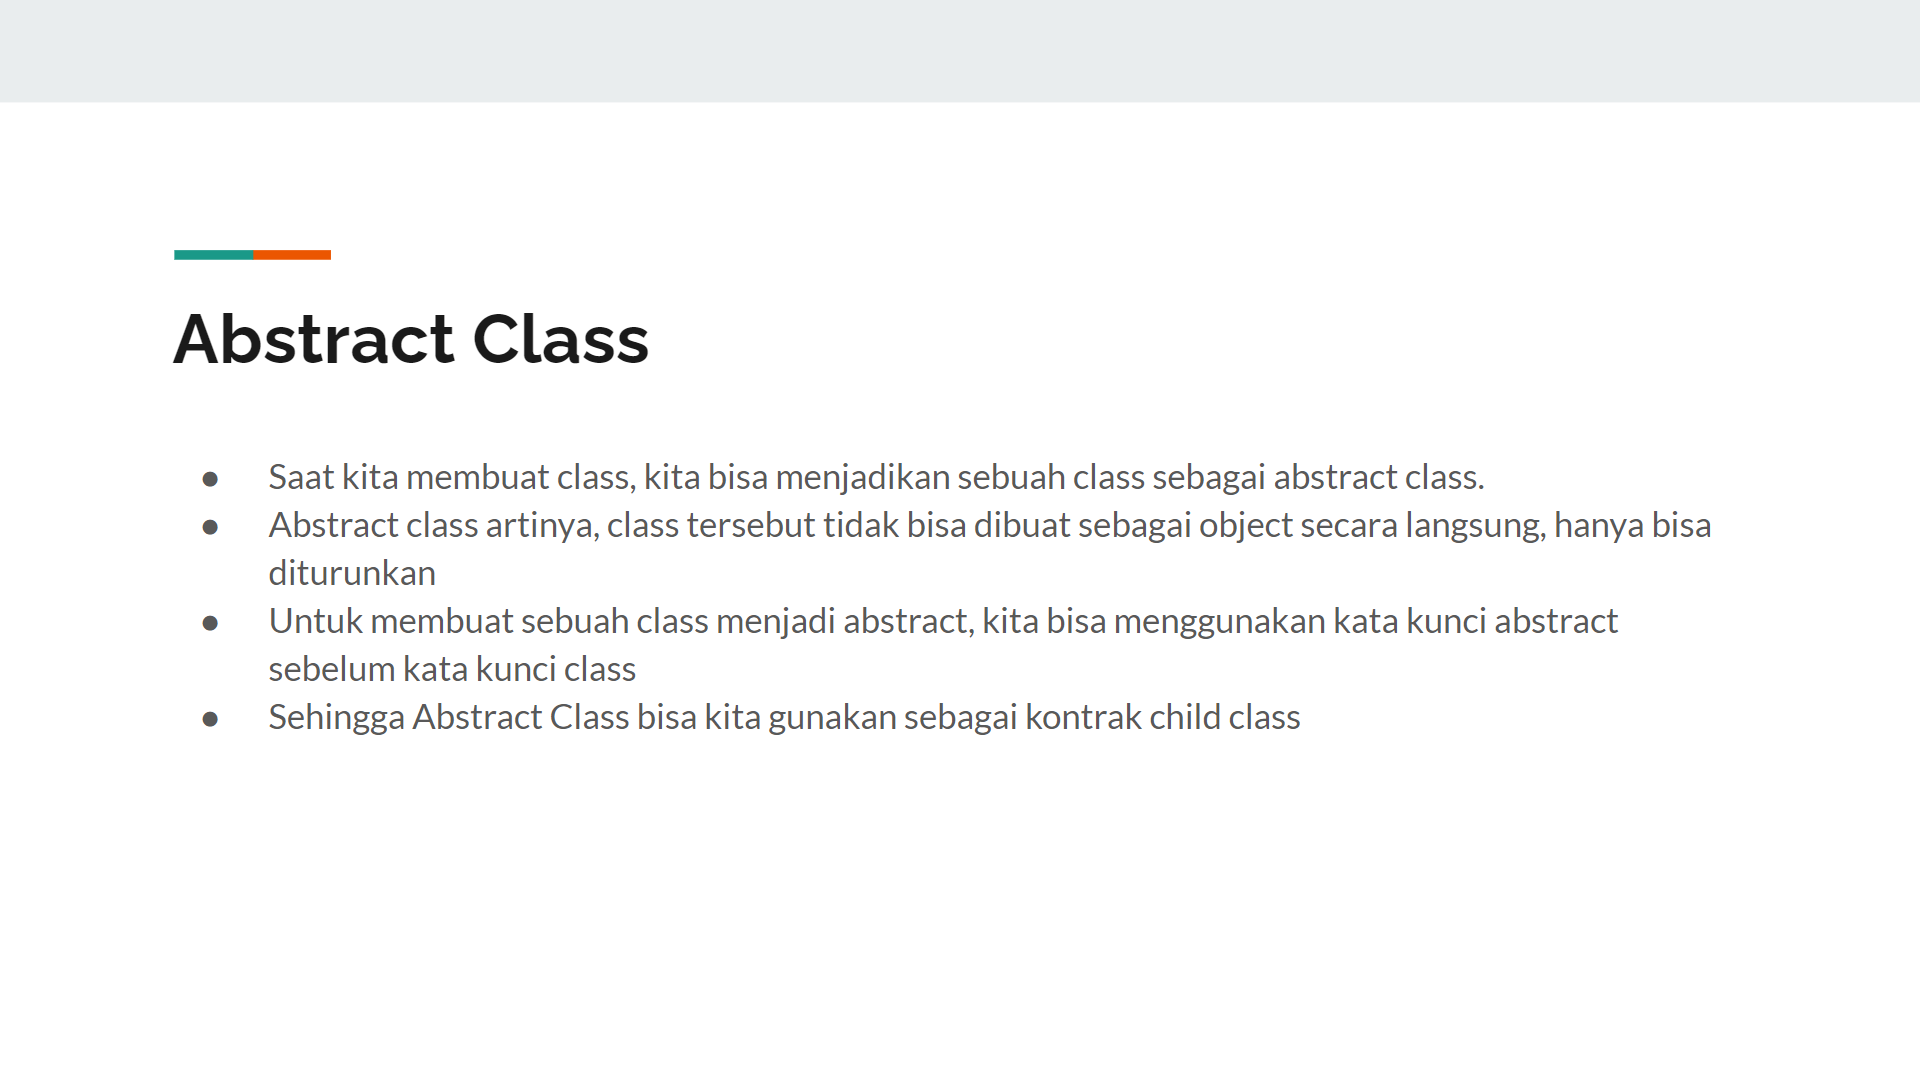 Abstract Class
● Saat kita membuat class, kita bisa menjadikan sebuah class sebagai abstract class.
● Abstract class artinya, class tersebut tidak bisa dibuat sebagai object secara langsung, hanya bisa
diturunkan
● Untuk membuat sebuah class menjadi abstract, kita bisa menggunakan kata kunci abstract
sebelum kata kunci class
● Sehingga Abstract Class bisa kita gunakan sebagai kontrak child class